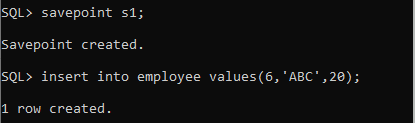 SQL> savepoint s1;
Savepoint created.
SQL> insert into employee values(6,'ABC',20);
1 row created.